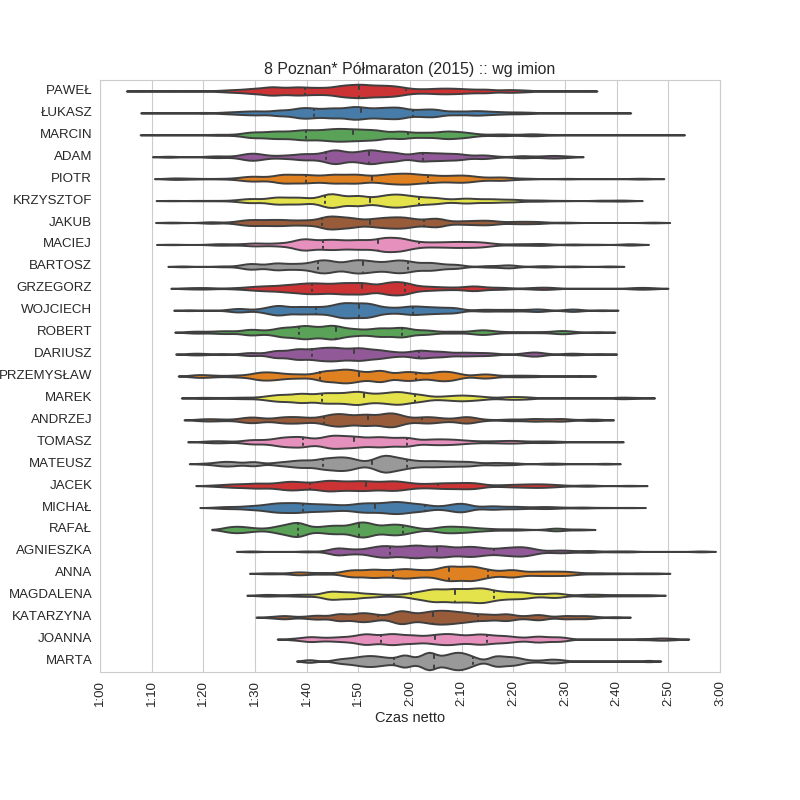 8 Poznan* Półmaraton (2015) :: wg imion
PAWEŁ
ŁUKASZ
MARCIN
ADAM
PIOTR
KRZYSZTOF
JAKUB
MACIEJ
BARTOSZ
GRZEGORZ
WOJCIECH
ROBERT
DARIUSZ
PRZEMYSŁAW
MAREK
ANDRZEJ
TOMASZ
MATEUSZ
JACEK
MICHAŁ
RAFAŁ
AGNIESZKA
ANNA
MAGDALENA
KATARZYNA
JOANNA
MARTA
1:00 1:10 1:20 1:30 1:40 1:50 2:00 2:10 2:20 2:30 2:40 2:50 3:00
Czas netto